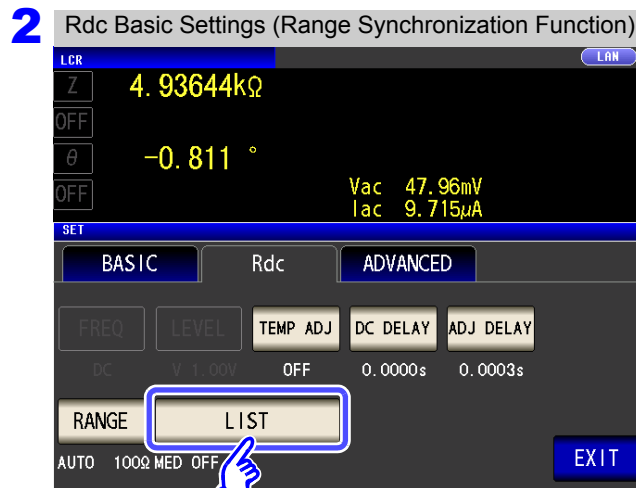 2 Rdc Basic Settings (Range Synchronization Function)
LCR LAN
Z 4.93644kΩ
OFF
θ -0.811 °
OFF Vac 47.96mV
Iac 9.715μA
SET
BASIC Rdc ADVANCED
FREQ LEVEL TEMP ADJ DC DELAY ADJ DELAY
DC V 1.00V OFF 0.0000s 0.0003s
RANGE LIST
AUTO 100Ω MED OFF EXIT